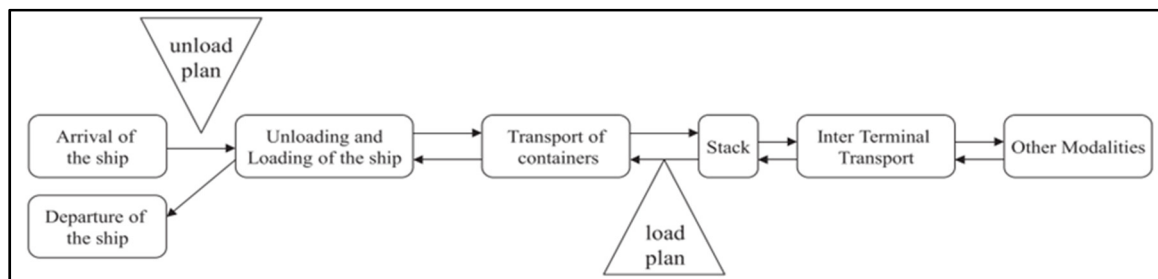 unload
plan
Arrival of
the ship
Unloading and
Loading of the ship
Transport of
containers
Stack
Inter Terminal
Transport
Other Modalities
Departure of
the ship
load
plan